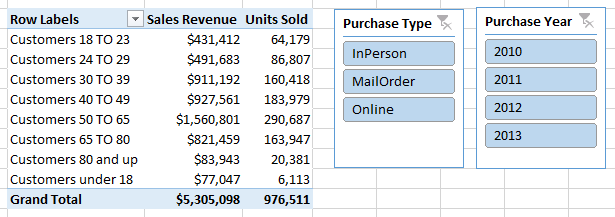 Row Labels Sales Revenue Units Sold
Customers 18 TO 23 $431,412 64,179
Customers 24 TO 29 $491,683 86,807
Customers 30 TO 39 $911,192 160,418
Customers 40 TO 49 $927,561 183,979
Customers 50 TO 65 $1,560,801 290,687
Customers 65 TO 80 $821,459 163,947
Customers 80 and up $83,943 20,381
Customers under 18 $77,047 6,113
Grand Total $5,305,098 976,511
Purchase Type
InPerson
MailOrder
Online
Purchase Year
2010
2011
2012
2013